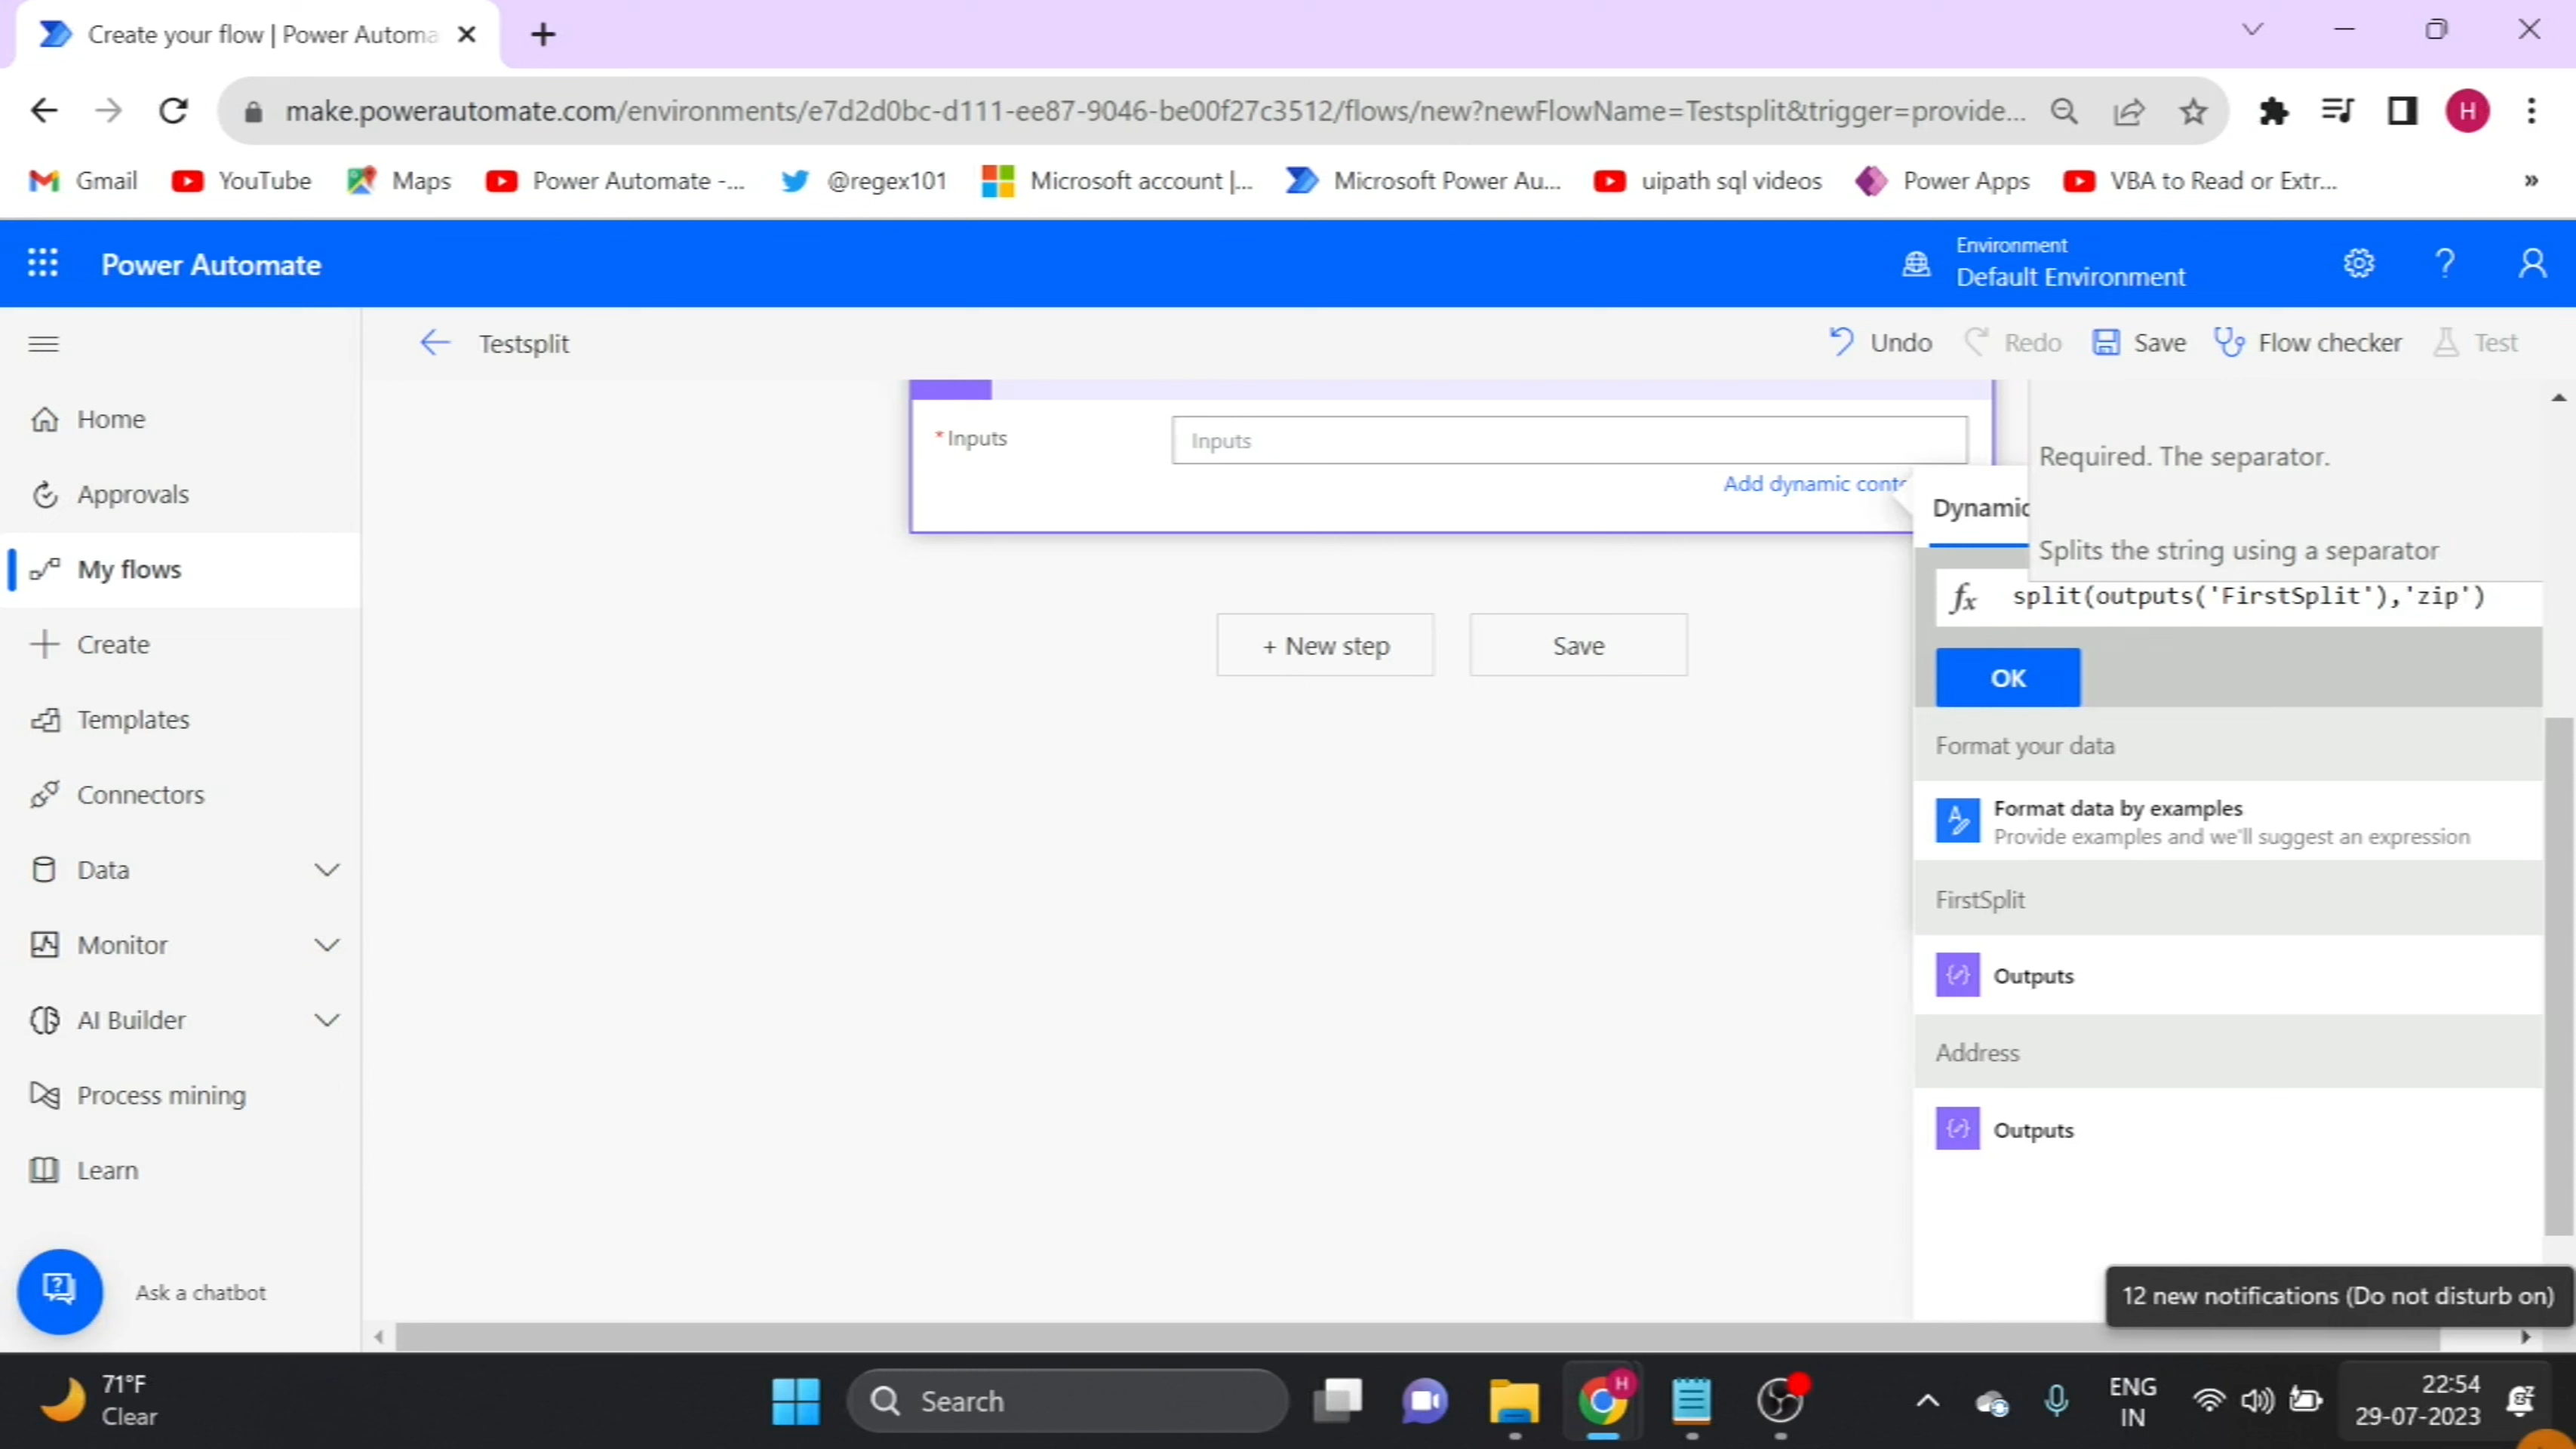 Create your flow | Power Automa
make.powerautomate.com/environments/e7d2d0bc-d111-ee87-9046-be00f27c3512/flows/new?newFlowName=Testsplit&trigger=provide...
H
Gmail
YouTube
Maps
Power Automate -...
@regex101
Microsoft account |...
Microsoft Power Au...
uipath sql videos
Power Apps
VBA to Read or Extr...
»
Power Automate
Environment
Default Environment
?
Testsplit
Undo
Redo
Save
Flow checker
Test
Home
Approvals
My flows
Create
Templates
Connectors
Data
Monitor
AI Builder
Process mining
Learn
Ask a chatbot
* Inputs
Inputs
Add dynamic conte
+ New step
Save
Required. The separator.
Dynamic
Splits the string using a separator
fx split(outputs('FirstSplit'),'zip')
OK
Format your data
Format data by examples
Provide examples and we'll suggest an expression
FirstSplit
Outputs
Address
Outputs
12 new notifications (Do not disturb on)
71°F
Clear
Search
H
ENG
IN
22:54
29-07-2023